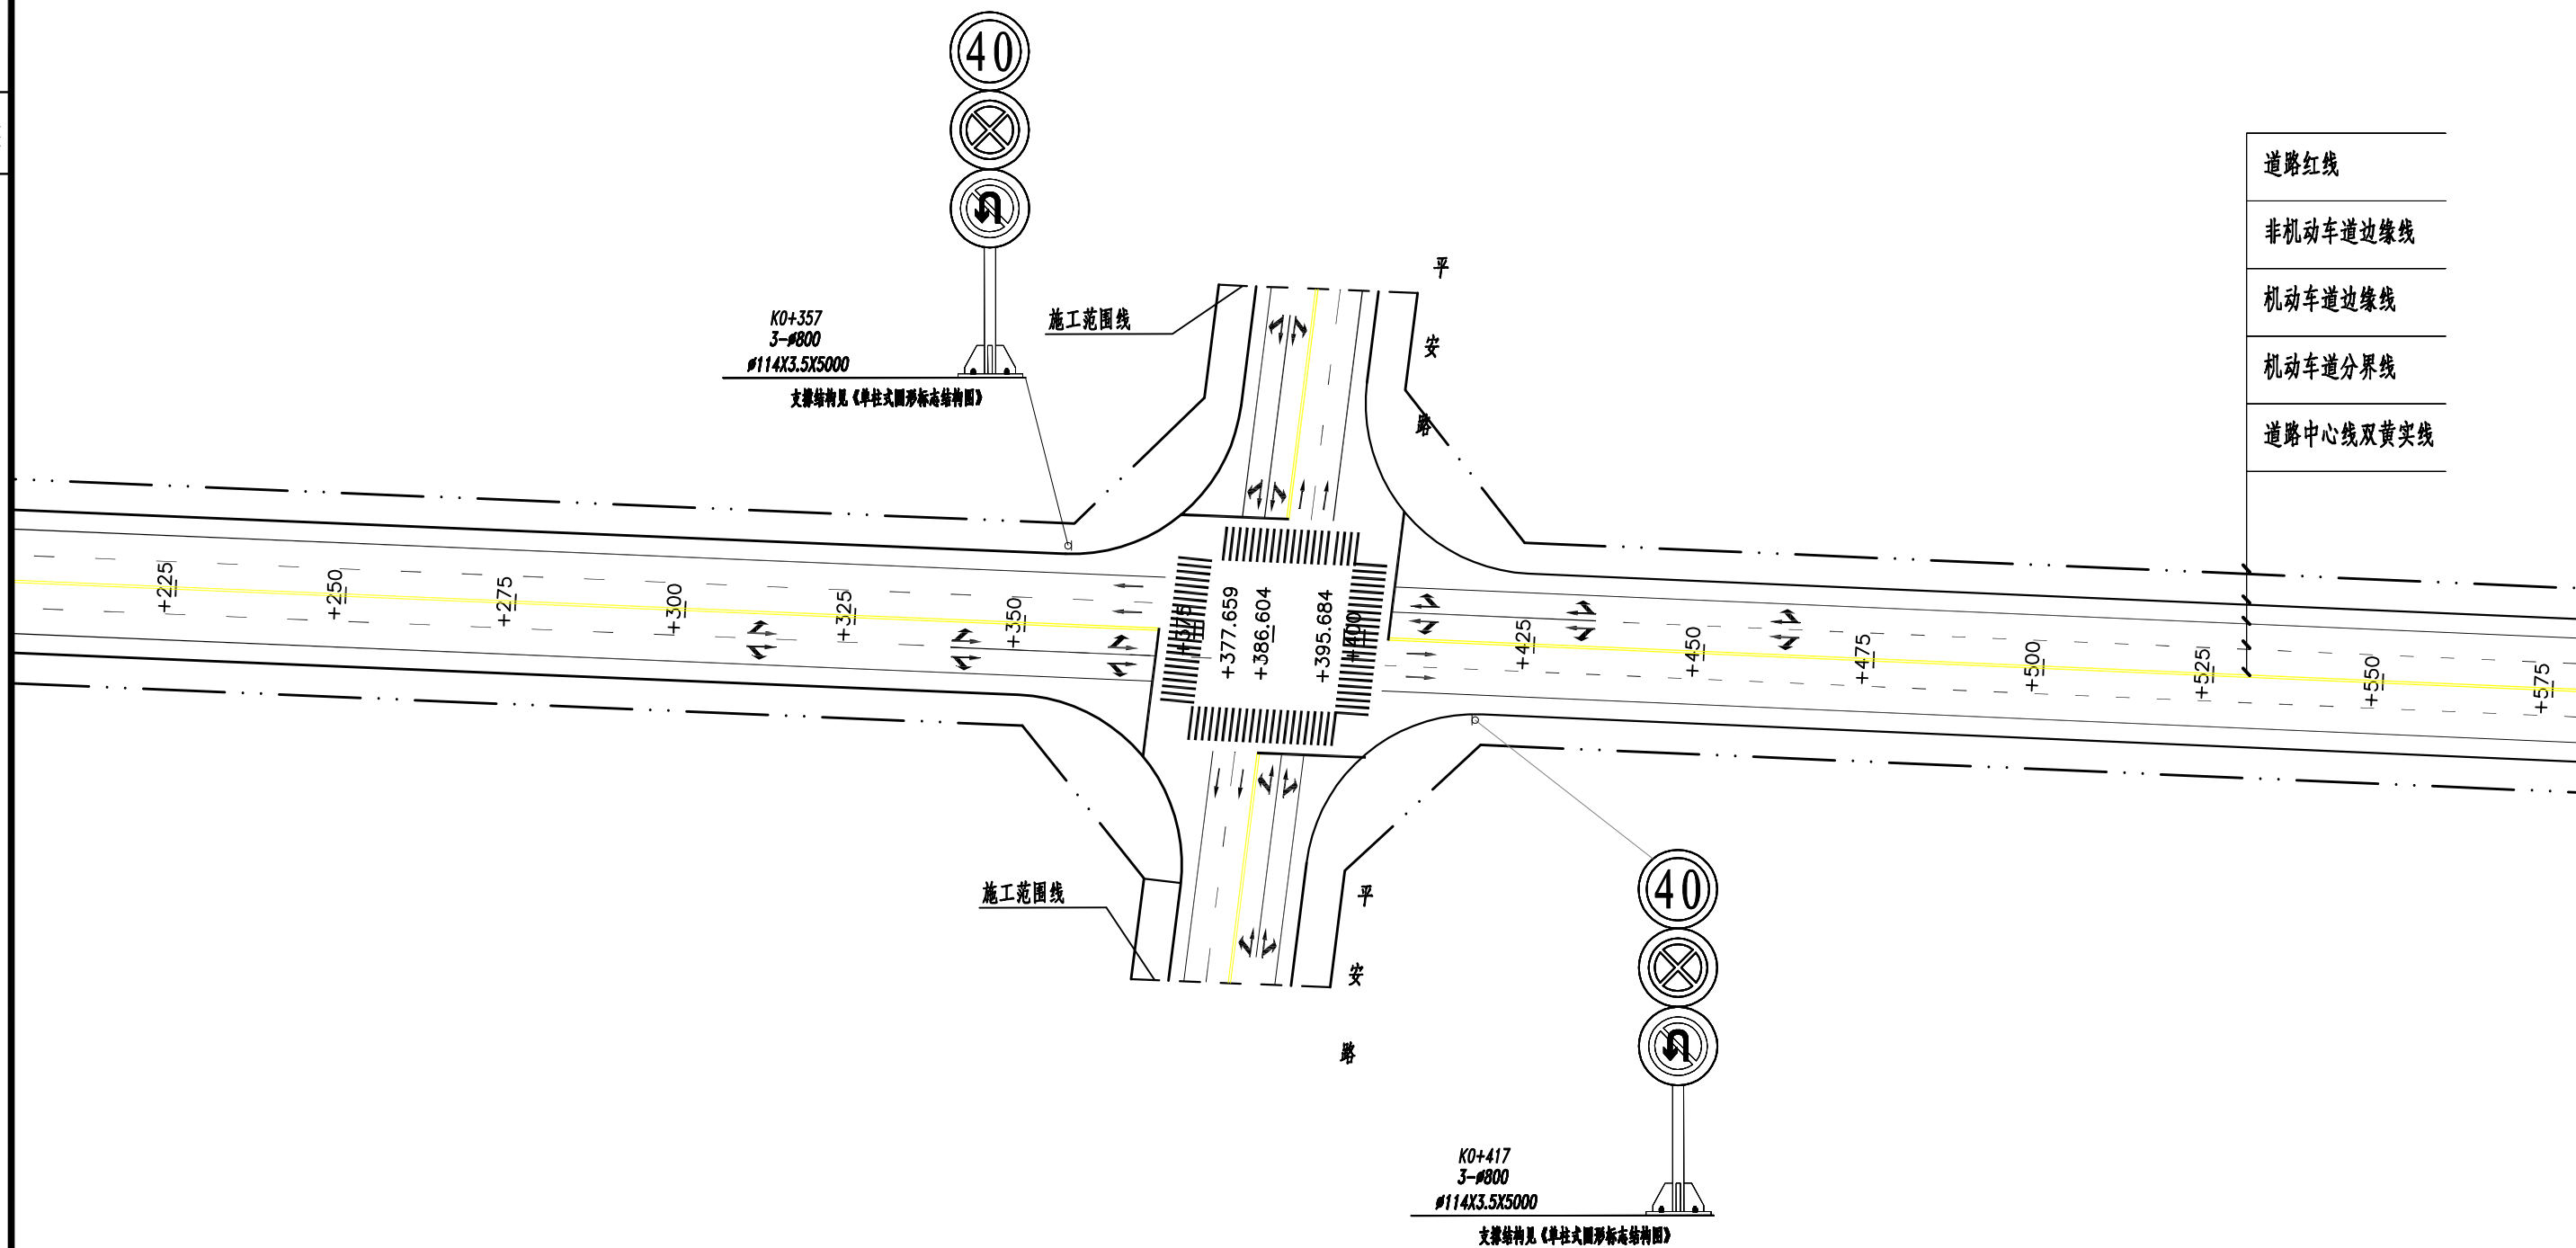 40
K0+357
3-ø800
ø114X3.5X5000
支撑结构见《单柱式圆形标志结构图》
施工范围线
平
安
路
道路红线
非机动车道边缘线
机动车道边缘线
机动车道分界线
道路中心线双黄实线
+225
+250
+275
+300
+325
+350
+375
+377.659
+386.604
+395.684
+400
+425
+450
+475
+500
+525
+550
+575
施工范围线
平
安
路
40
K0+417
3-ø800
ø114X3.5X5000
支撑结构见《单柱式圆形标志结构图》